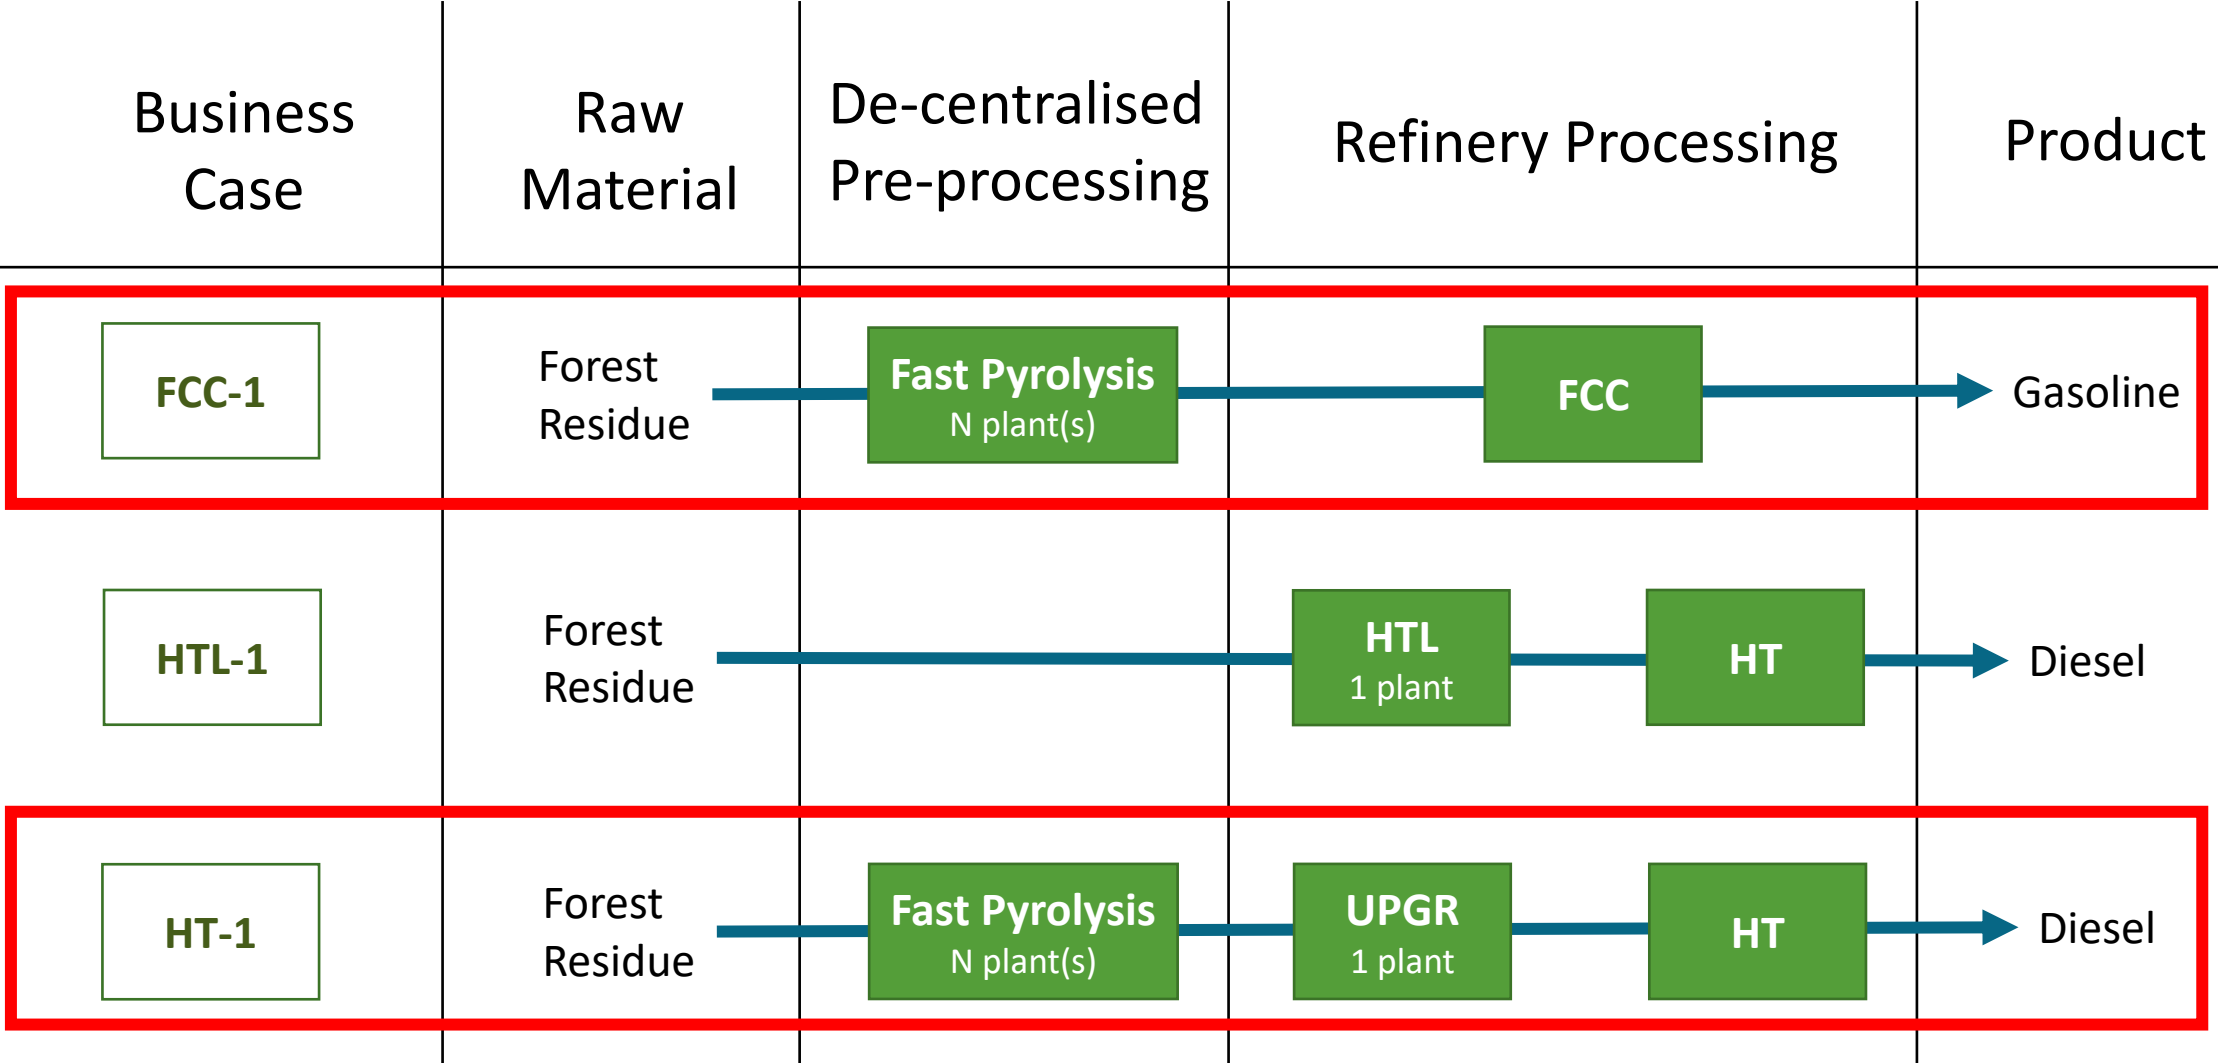 Business
Case
Raw
Material
De-centralised
Pre-processing
Refinery Processing
Product
FCC-1
Forest
Residue
Fast Pyrolysis
N plant(s)
FCC
Gasoline
HTL-1
Forest
Residue
HTL
1 plant
HT
Diesel
HT-1
Forest
Residue
Fast Pyrolysis
N plant(s)
UPGR
1 plant
HT
Diesel